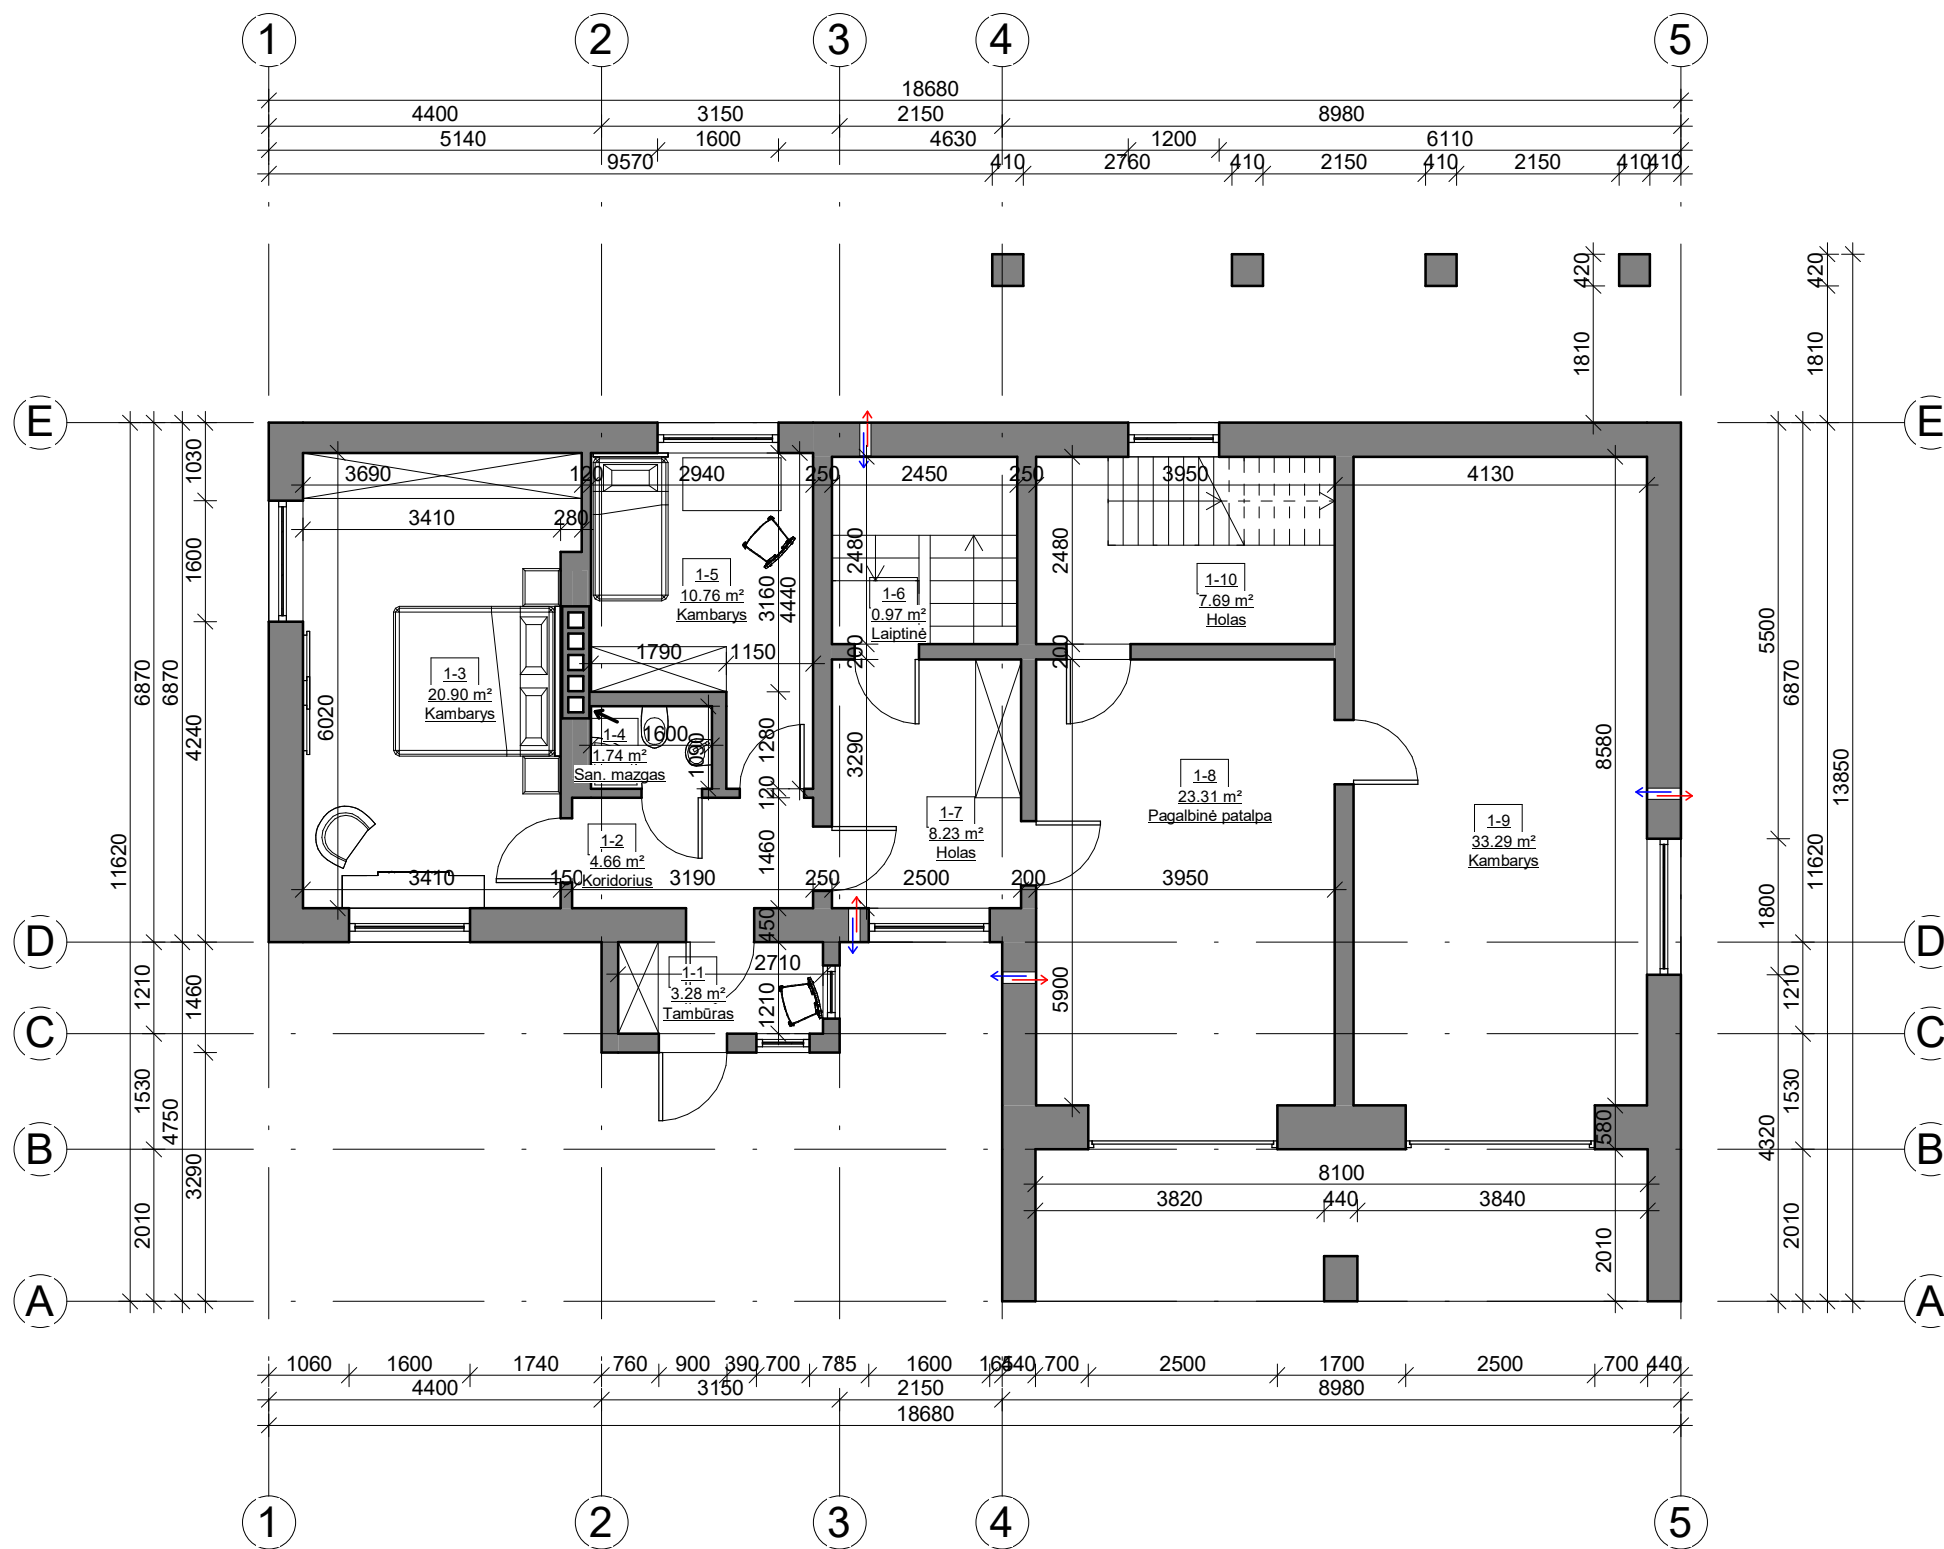 1 2 3 4 5
18680
4400 3150 2150 8980
5140 1600 4630 1200 6110
9570 410 2760 410 2150 410 2150 410 410
420 420
1810 1810
E E
1030
3690 120 2940 250 2450 250 3950 4130
3410 280
1600
2480 2480
1-5
10.76 m²
Kambarys
3160
4440
1-6
0.97 m²
Laiptinė
1-10
7.69 m²
Holas
5500
1790 1150
200 200
1-3
20.90 m²
Kambarys
6020
6870 6870 4240
6870
1-4
1.74 m²
San. mazgas
1600
1090
1280
120
3290
8580
13850
1-8
23.31 m²
Pagalbinė patalpa
1-7
8.23 m²
Holas
1-9
33.29 m²
Kambarys
1-2
4.66 m²
Koridorius
1460
11620 11620
3410 150 3190 250 2500 200 3950
1800
450
D D
1-1
3.28 m²
Tambūras
2710
1210
1210 1460
5900
1210
C C
1530 4750
3290
580
4320 1530
B B
8100
3820 440 3840
2010 2010 2010
A A
1060 1600 1740 760 900 390 700 785 1600 165 440 700 2500 1700 2500 700 440
4400 3150 2150 8980
18680
1 2 3 4 5